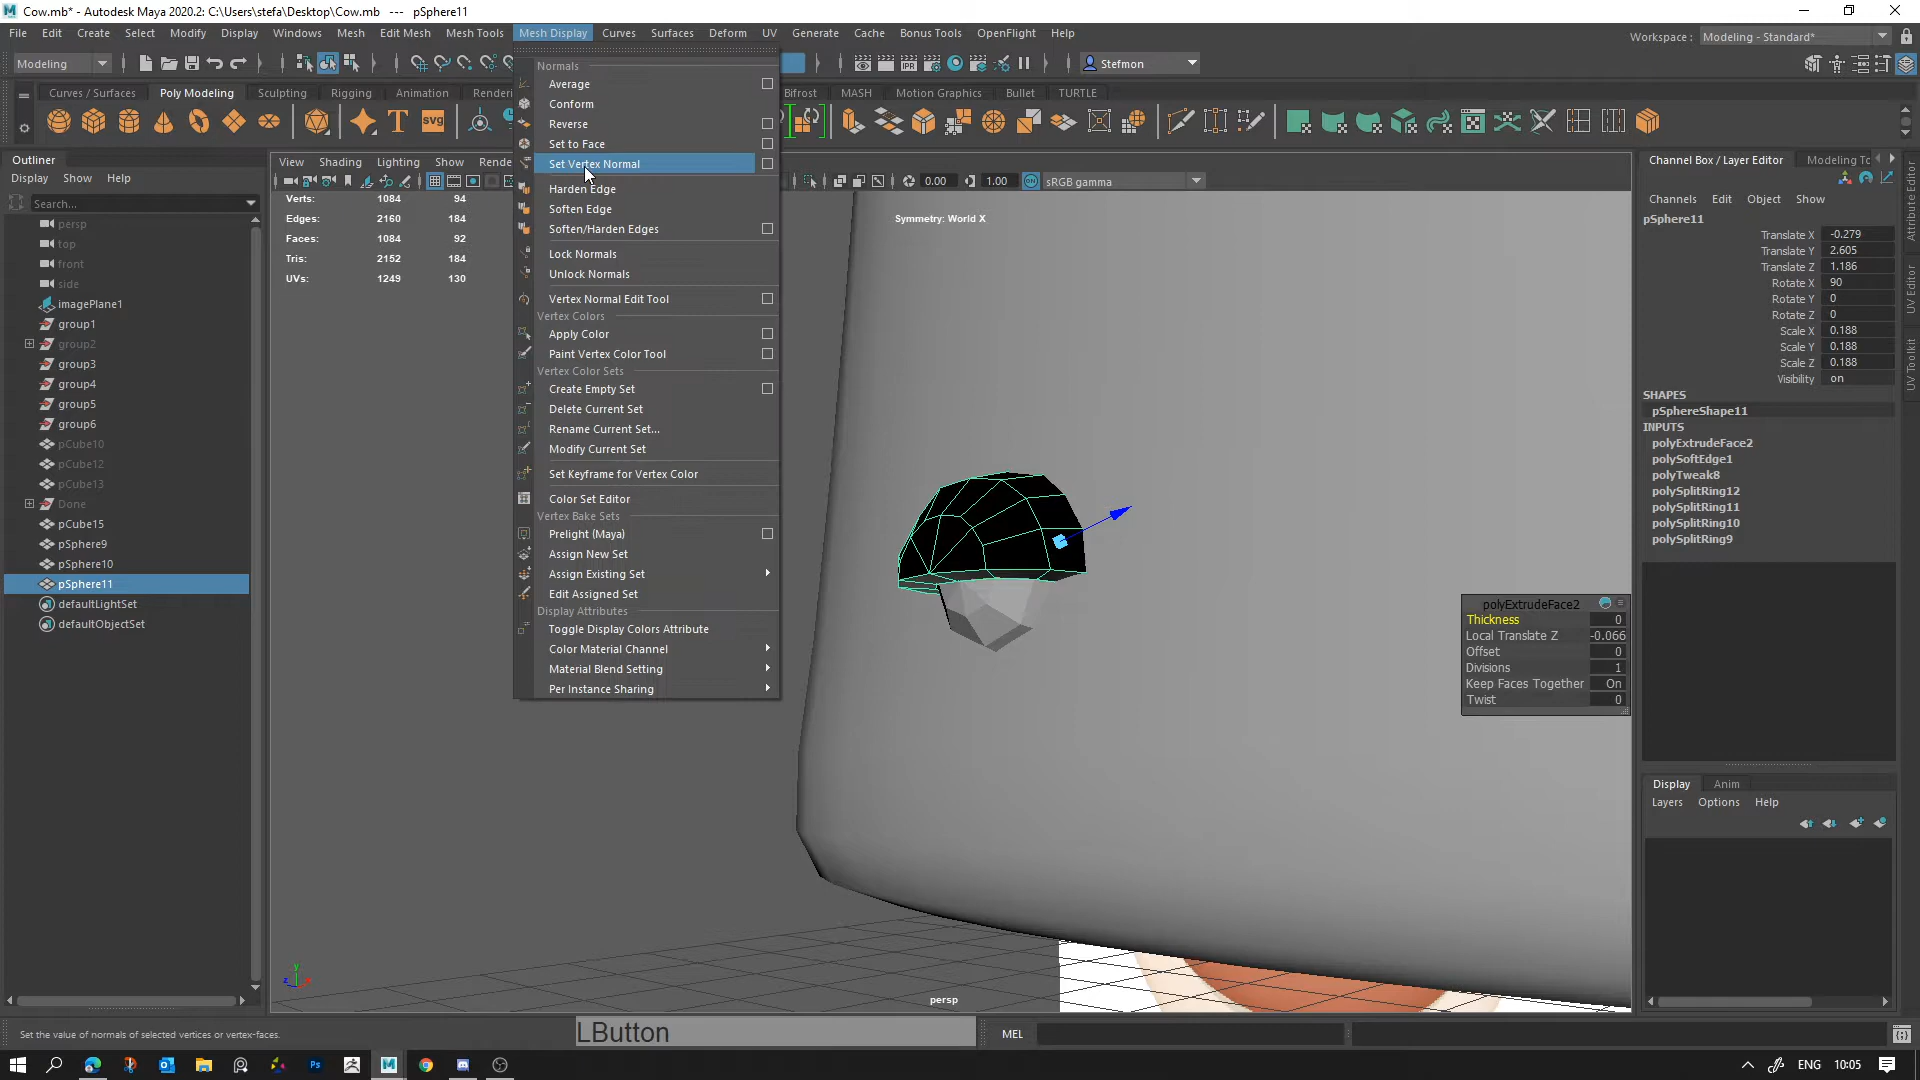 Cow.mb* - Autodesk Maya 2020.2: C:\Users\stefa\Desktop\Cow.mb --- pSphere11
File Edit Create Select Modify Display Windows Mesh Edit Mesh Mesh Tools Mesh Display Curves Surfaces Deform UV Generate Cache Bonus Tools OpenFlight Help
Workspace : Modeling - Standard*
Modeling
Stefmon
Curves / Surfaces Poly Modeling Sculpting Rigging Animation Renderi Bifrost MASH Motion Graphics Bullet TURTLE
Outliner
Display Show Help
Search...
persp
top
front
side
imagePlane1
group1
group2
group3
group4
group5
group6
pCube10
pCube12
pCube13
Done
pCube15
pSphere9
pSphere10
pSphere11
defaultLightSet
defaultObjectSet
View Shading Lighting Show Rende
0.00 1.00 sRGB gamma
Verts: 1084 94
Edges: 2160 184
Faces: 1084 92
Tris: 2152 184
UVs: 1249 130
Symmetry: World X
Normals
Average
Conform
Reverse
Set to Face
Set Vertex Normal
Harden Edge
Soften Edge
Soften/Harden Edges
Lock Normals
Unlock Normals
Vertex Normal Edit Tool
Vertex Colors
Apply Color
Paint Vertex Color Tool
Vertex Color Sets
Create Empty Set
Delete Current Set
Rename Current Set...
Modify Current Set
Set Keyframe for Vertex Color
Color Set Editor
Vertex Bake Sets
Prelight (Maya)
Assign New Set
Assign Existing Set
Edit Assigned Set
Display Attributes
Toggle Display Colors Attribute
Color Material Channel
Material Blend Setting
Per Instance Sharing
polyExtrudeFace2
Thickness 0
Local Translate Z -0.066
Offset 0
Divisions 1
Keep Faces Together On
Twist 0
persp
y
z
Channel Box / Layer Editor Modeling To
Channels Edit Object Show
pSphere11
Translate X -0.279
Translate Y 2.605
Translate Z 1.186
Rotate X 90
Rotate Y 0
Rotate Z 0
Scale X 0.188
Scale Y 0.188
Scale Z 0.188
Visibility on
SHAPES
pSphereShape11
INPUTS
polyExtrudeFace2
polySoftEdge1
polyTweak8
polySplitRing12
polySplitRing11
polySplitRing10
polySplitRing9
Display Anim
Layers Options Help
Attribute Editor
UV Editor
UV Toolkit
Set the value of normals of selected vertices or vertex-faces.
LButton
MEL
Ps
IPR
svg
ON
M
ENG 10:05